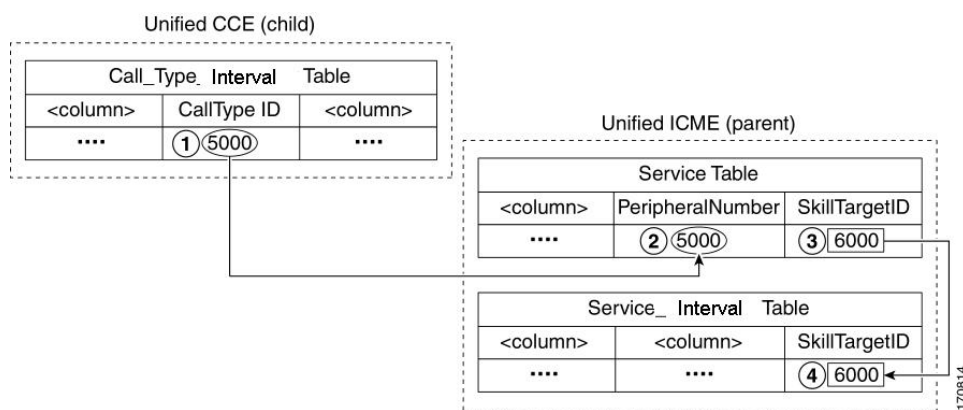 Unified CCE (child)
Call_Type_ Interval Table
<column> CallType ID <column>
•••• 1 5000 ••••
Unified ICME (parent)
Service Table
<column> PeripheralNumber SkillTargetID
•••• 2 5000 3 6000
Service_ Interval Table
<column> <column> SkillTargetID
•••• •••• 4 6000
170814